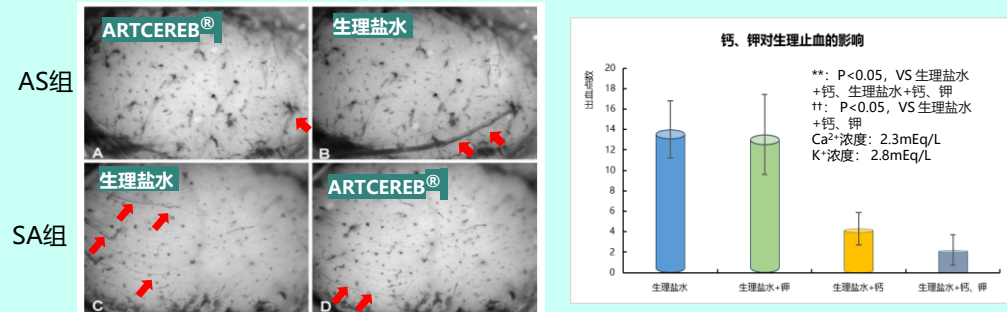 AS组
ARTCEREB®
生理盐水
A
B
SA组
生理盐水
ARTCEREB®
C
D
钙、钾对生理止血的影响
出血点数
20
18
16
14
12
10
8
6
4
2
0
**：P<0.05，VS 生理盐水
+钙、生理盐水+钙、钾
††：P<0.05，VS 生理盐水
+钙、钾
Ca²⁺浓度：2.3mEq/L
K⁺浓度： 2.8mEq/L
生理盐水
生理盐水+钾
生理盐水+钙
生理盐水+钙、钾